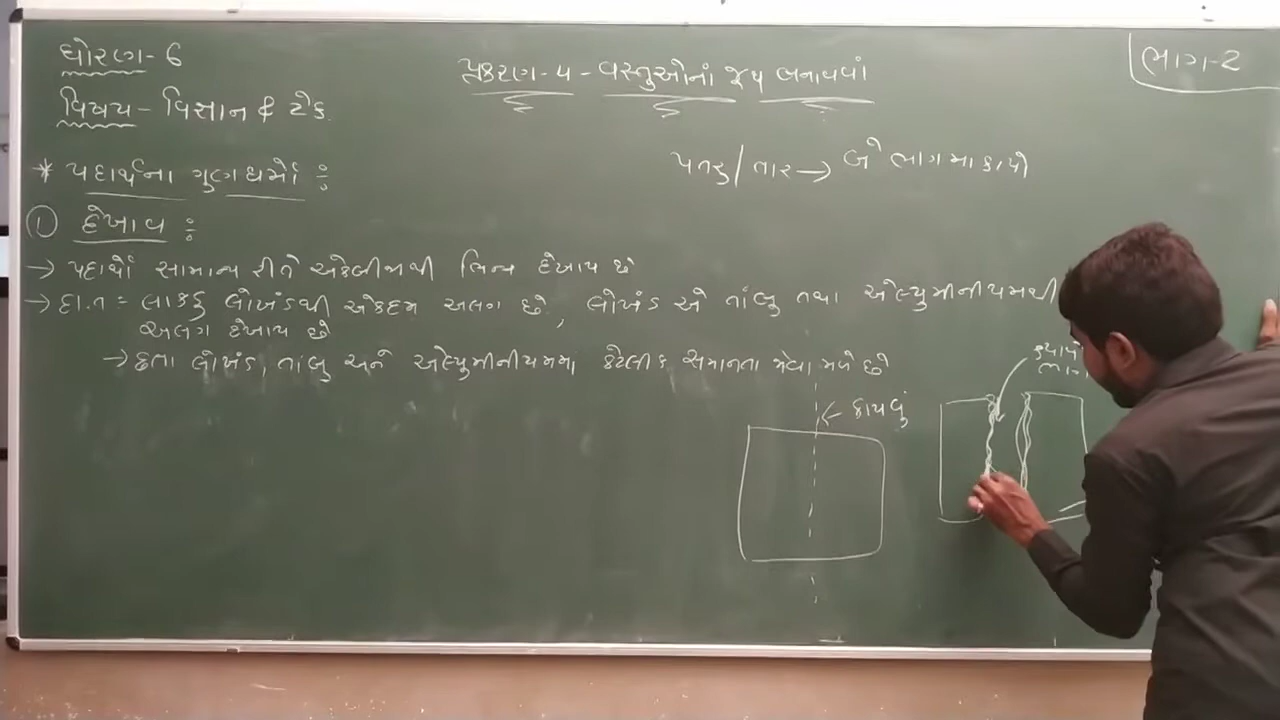 ધોરણ- 6
પ્રકરણ-4 - વસ્તુઓનાં જૂથ બનાવવાં
ભાગ-2
વિષય- વિજ્ઞાન & ટેક.
* પદાર્થના ગુણધર્મો :
પતરૂ/તાર → બે ભાગમા કાપો
① દેખાવ :
→ પદાર્થો સામાન્ય રીતે એકબીજાથી ભિન્ન દેખાય છે
→ દા.ત = લાકડુ લોખંડથી એકદમ અલગ છે, લોખંડ એ તાંબુ તથા એલ્યુમીનીયમથી
અલગ દેખાય છે
→ છતા લોખંડ, તાંબુ અને એલ્યુમીનીયમમા કેટલીક સમાનતા જોવા મળે છે
← કાપવું